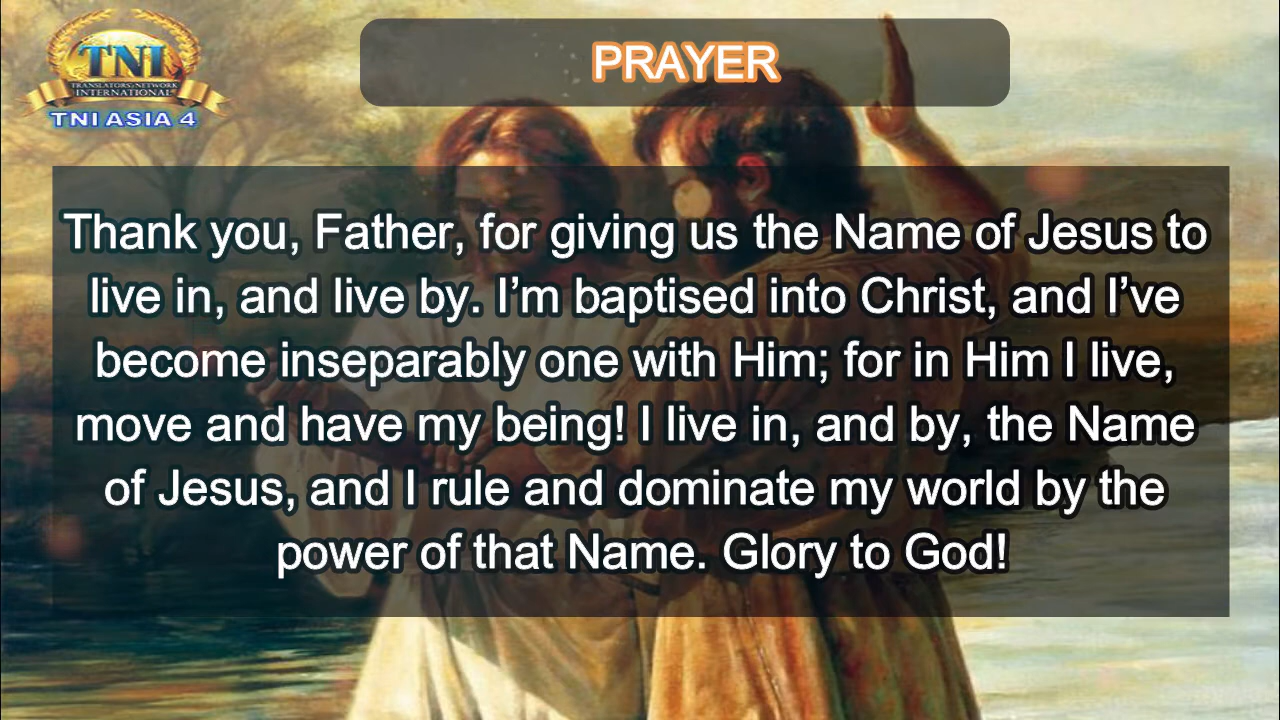 TNI
TRANSLATORS NETWORK
INTERNATIONAL
TNI ASIA 4
PRAYER
Thank you, Father, for giving us the Name of Jesus to
live in, and live by. I’m baptised into Christ, and I’ve
become inseparably one with Him; for in Him I live,
move and have my being! I live in, and by, the Name
of Jesus, and I rule and dominate my world by the
power of that Name. Glory to God!